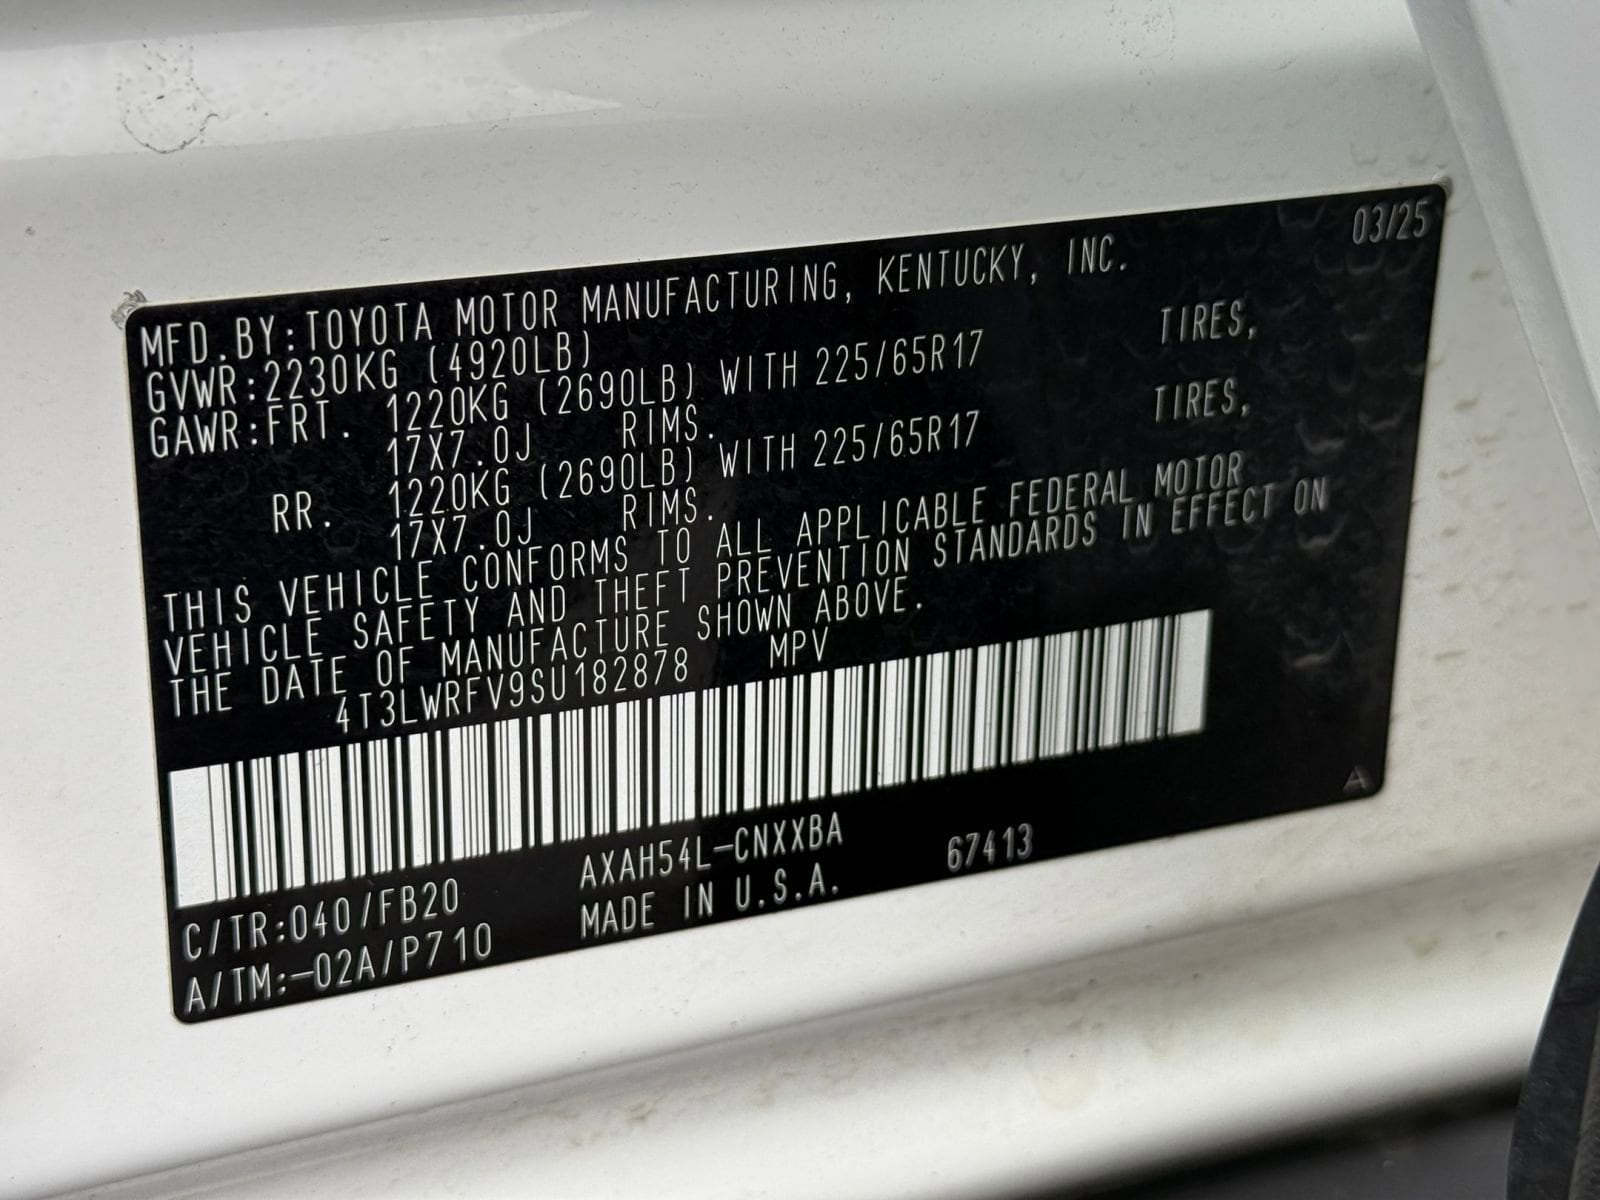 03/25
MFD.BY:TOYOTA MOTOR MANUFACTURING, KENTUCKY, INC.
GVWR:2230KG (4920LB)
GAWR:FRT. 1220KG (2690LB) WITH 225/65R17 TIRES,
17X7.0J RIMS.
RR. 1220KG (2690LB) WITH 225/65R17 TIRES,
17X7.0J RIMS.
THIS VEHICLE CONFORMS TO ALL APPLICABLE FEDERAL MOTOR
VEHICLE SAFETY AND THEFT PREVENTION STANDARDS IN EFFECT ON
THE DATE OF MANUFACTURE SHOWN ABOVE.
4T3LWRFV9SU182878 MPV
A
C/TR:040/FB20 AXAH54L-CNXXBA 67413
A/TM:-02A/P710 MADE IN U.S.A.